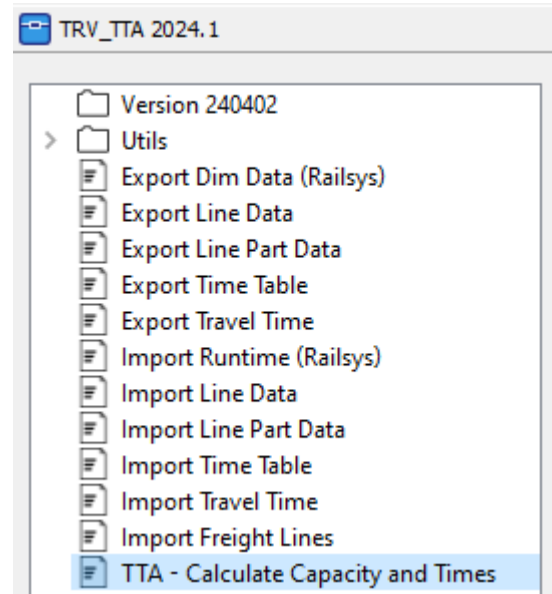 TRV_TTA 2024.1
Version 240402
Utils
Export Dim Data (Railsys)
Export Line Data
Export Line Part Data
Export Time Table
Export Travel Time
Import Runtime (Railsys)
Import Line Data
Import Line Part Data
Import Time Table
Import Travel Time
Import Freight Lines
TTA - Calculate Capacity and Times